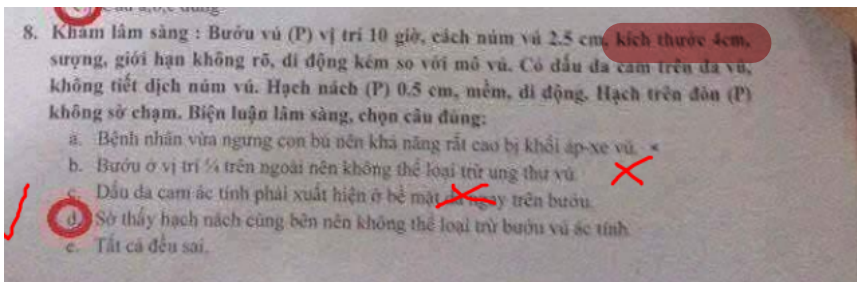 8. Khám lâm sàng : Bướu vú (P) vị trí 10 giờ, cách núm vú 2.5 cm, kích thước 4cm,
sượng, giới hạn không rõ, di động kém so với mô vú. Có dấu da cam trên da vú,
không tiết dịch núm vú. Hạch nách (P) 0.5 cm, mềm, di động. Hạch trên đòn (P)
không sờ chạm. Biện luận lâm sàng, chọn câu đúng:
a. Bệnh nhân vừa ngưng con bú nên khả năng rất cao bị khối áp-xe vú.
b. Bướu ở vị trí ¼ trên ngoài nên không thể loại trừ ung thư vú
c. Dấu da cam ác tính phải xuất hiện ở bề mặt da ngay trên bướu.
d. Sờ thấy hạch nách cùng bên nên không thể loại trừ bướu vú ác tính
e. Tất cả đều sai.